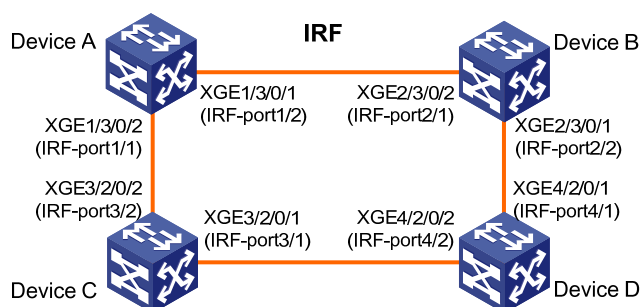 Device A
IRF
Device B
XGE1/3/0/1
(IRF-port1/2)
XGE2/3/0/2
(IRF-port2/1)
XGE1/3/0/2
(IRF-port1/1)
XGE2/3/0/1
(IRF-port2/2)
XGE3/2/0/2
(IRF-port3/2)
XGE4/2/0/1
(IRF-port4/1)
XGE3/2/0/1
(IRF-port3/1)
XGE4/2/0/2
(IRF-port4/2)
Device C
Device D